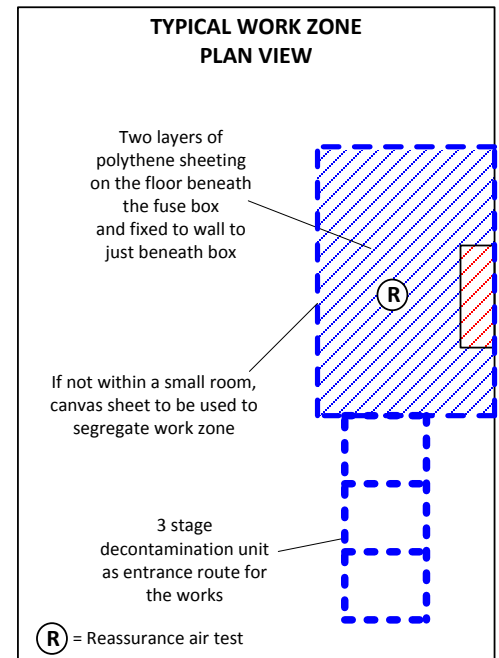 TYPICAL WORK ZONE
PLAN VIEW
Two layers of
polythene sheeting
on the floor beneath
the fuse box
and fixed to wall to
just beneath box
R
If not within a small room,
canvas sheet to be used to
segregate work zone
3 stage
decontamination unit
as entrance route for
the works
R = Reassurance air test